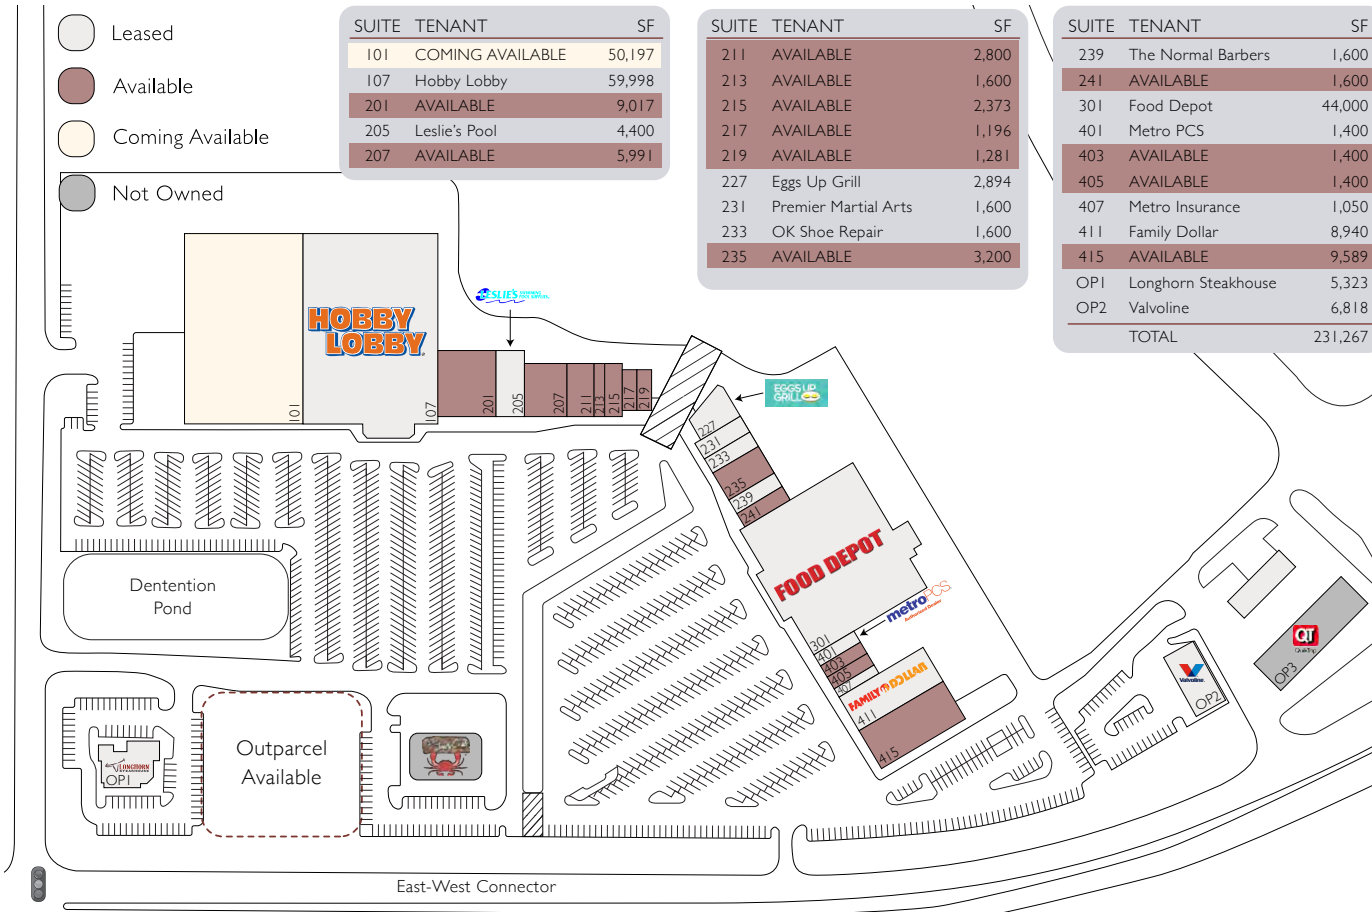 Leased
Available
Coming Available
Not Owned
SUITE TENANT SF
101 COMING AVAILABLE 50,197
107 Hobby Lobby 59,998
201 AVAILABLE 9,017
205 Leslie's Pool 4,400
207 AVAILABLE 5,991
SUITE TENANT SF
211 AVAILABLE 2,800
213 AVAILABLE 1,600
215 AVAILABLE 2,373
217 AVAILABLE 1,196
219 AVAILABLE 1,281
227 Eggs Up Grill 2,894
231 Premier Martial Arts 1,600
233 OK Shoe Repair 1,600
235 AVAILABLE 3,200
SUITE TENANT SF
239 The Normal Barbers 1,600
241 AVAILABLE 1,600
301 Food Depot 44,000
401 Metro PCS 1,400
403 AVAILABLE 1,400
405 AVAILABLE 1,400
407 Metro Insurance 1,050
411 Family Dollar 8,940
415 AVAILABLE 9,589
OP1 Longhorn Steakhouse 5,323
OP2 Valvoline 6,818
TOTAL 231,267
LESLIE'S
HOBBY
LOBBY
101
107
201
205
207
211
213
215
217
219
EGGS UP
GRILL
227
231
233
235
239
241
FOOD DEPOT
metroPCS
Authorized Dealer
301
401
403
405
407
FAMILY DOLLAR
411
415
Dentention
Pond
LONGHORN
STEAKHOUSE
OP1
Outparcel
Available
Valvoline
OP2
QT
QuikTrip
OP3
East-West Connector